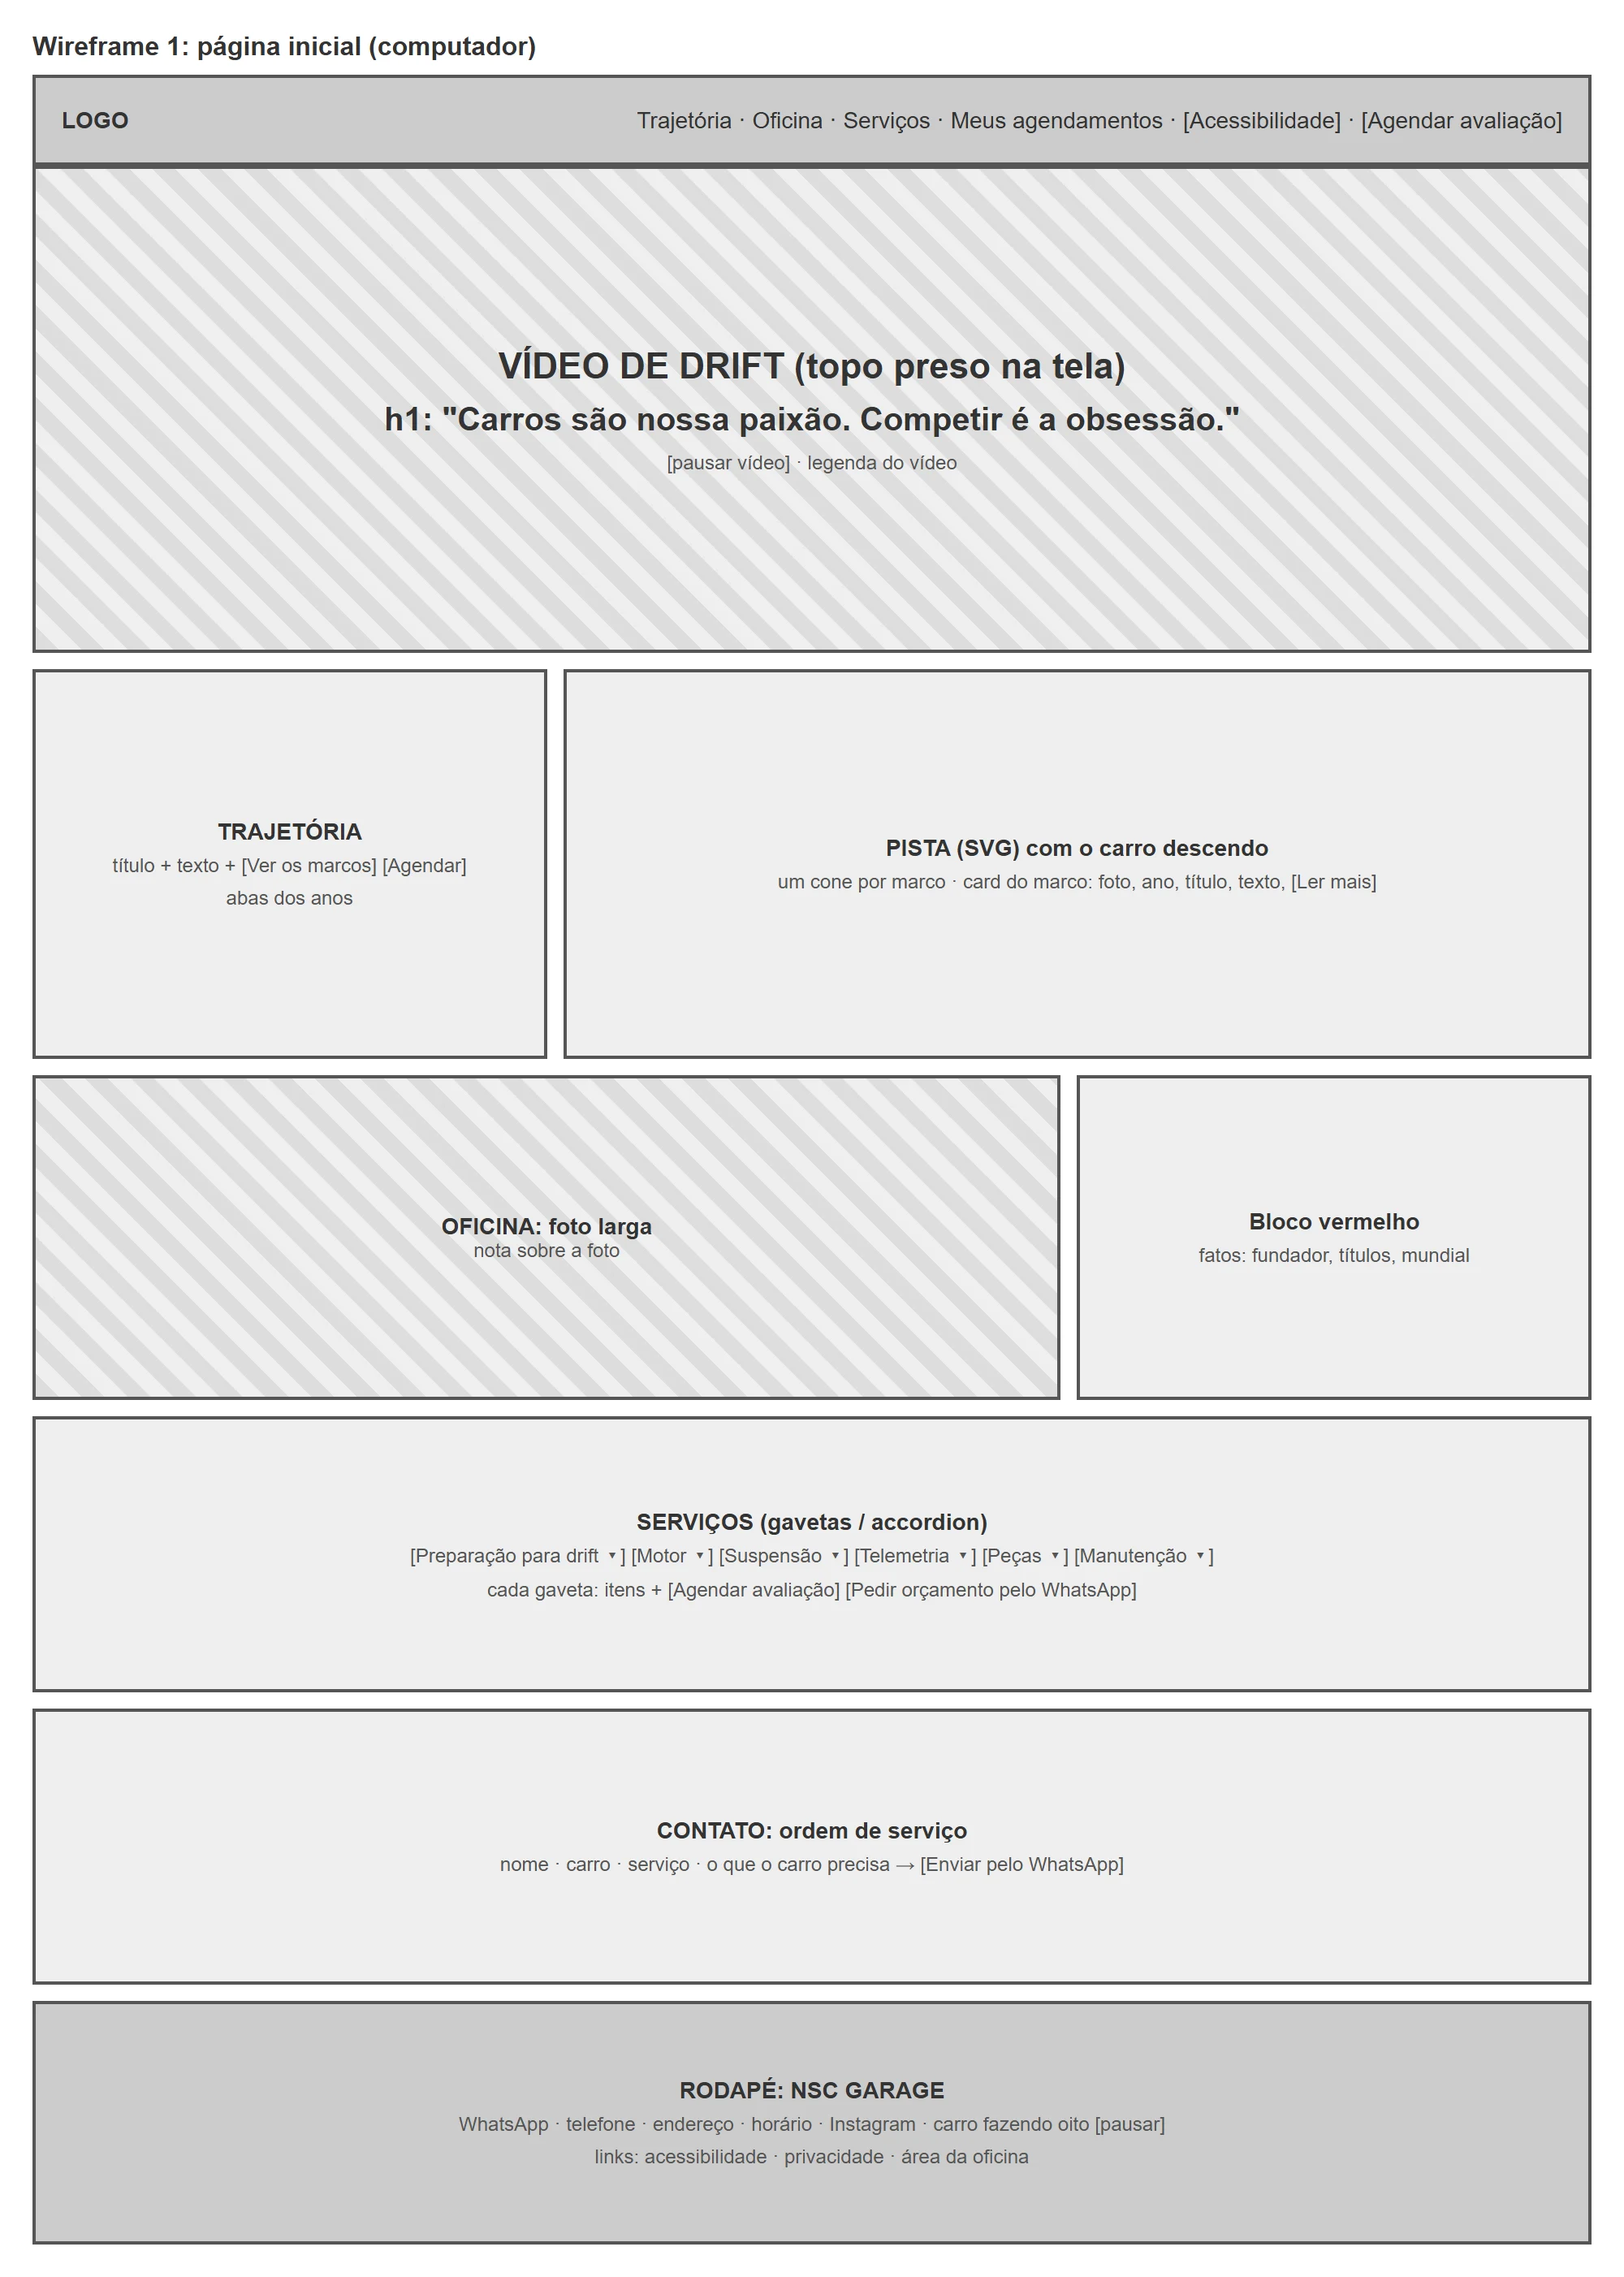 Wireframe 1: página inicial (computador)
LOGO
Trajetória · Oficina · Serviços · Meus agendamentos · [Acessibilidade] · [Agendar avaliação]
VÍDEO DE DRIFT (topo preso na tela)
h1: "Carros são nossa paixão. Competir é a obsessão."
[pausar vídeo] · legenda do vídeo
TRAJETÓRIA
título + texto + [Ver os marcos] [Agendar]
abas dos anos
PISTA (SVG) com o carro descendo
um cone por marco · card do marco: foto, ano, título, texto, [Ler mais]
OFICINA: foto larga
nota sobre a foto
Bloco vermelho
fatos: fundador, títulos, mundial
SERVIÇOS (gavetas / accordion)
[Preparação para drift ▾] [Motor ▾] [Suspensão ▾] [Telemetria ▾] [Peças ▾] [Manutenção ▾]
cada gaveta: itens + [Agendar avaliação] [Pedir orçamento pelo WhatsApp]
CONTATO: ordem de serviço
nome · carro · serviço · o que o carro precisa → [Enviar pelo WhatsApp]
RODAPÉ: NSC GARAGE
WhatsApp · telefone · endereço · horário · Instagram · carro fazendo oito [pausar]
links: acessibilidade · privacidade · área da oficina